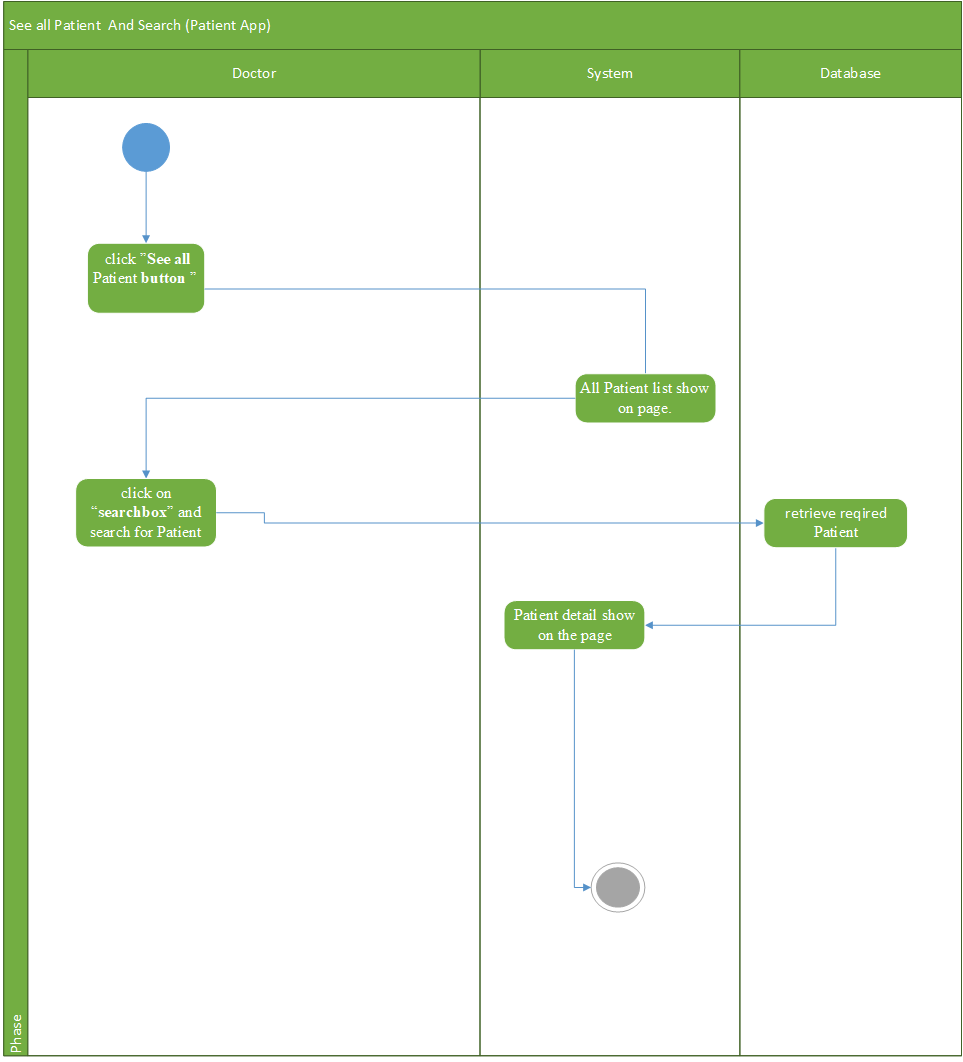 See all Patient  And Search (Patient App)
Doctor
System
Database
click ”See all
Patient button ”
All Patient list show
on page.
click on
“searchbox” and
search for Patient
retrieve reqired
Patient
Patient detail show
on the page
Phase